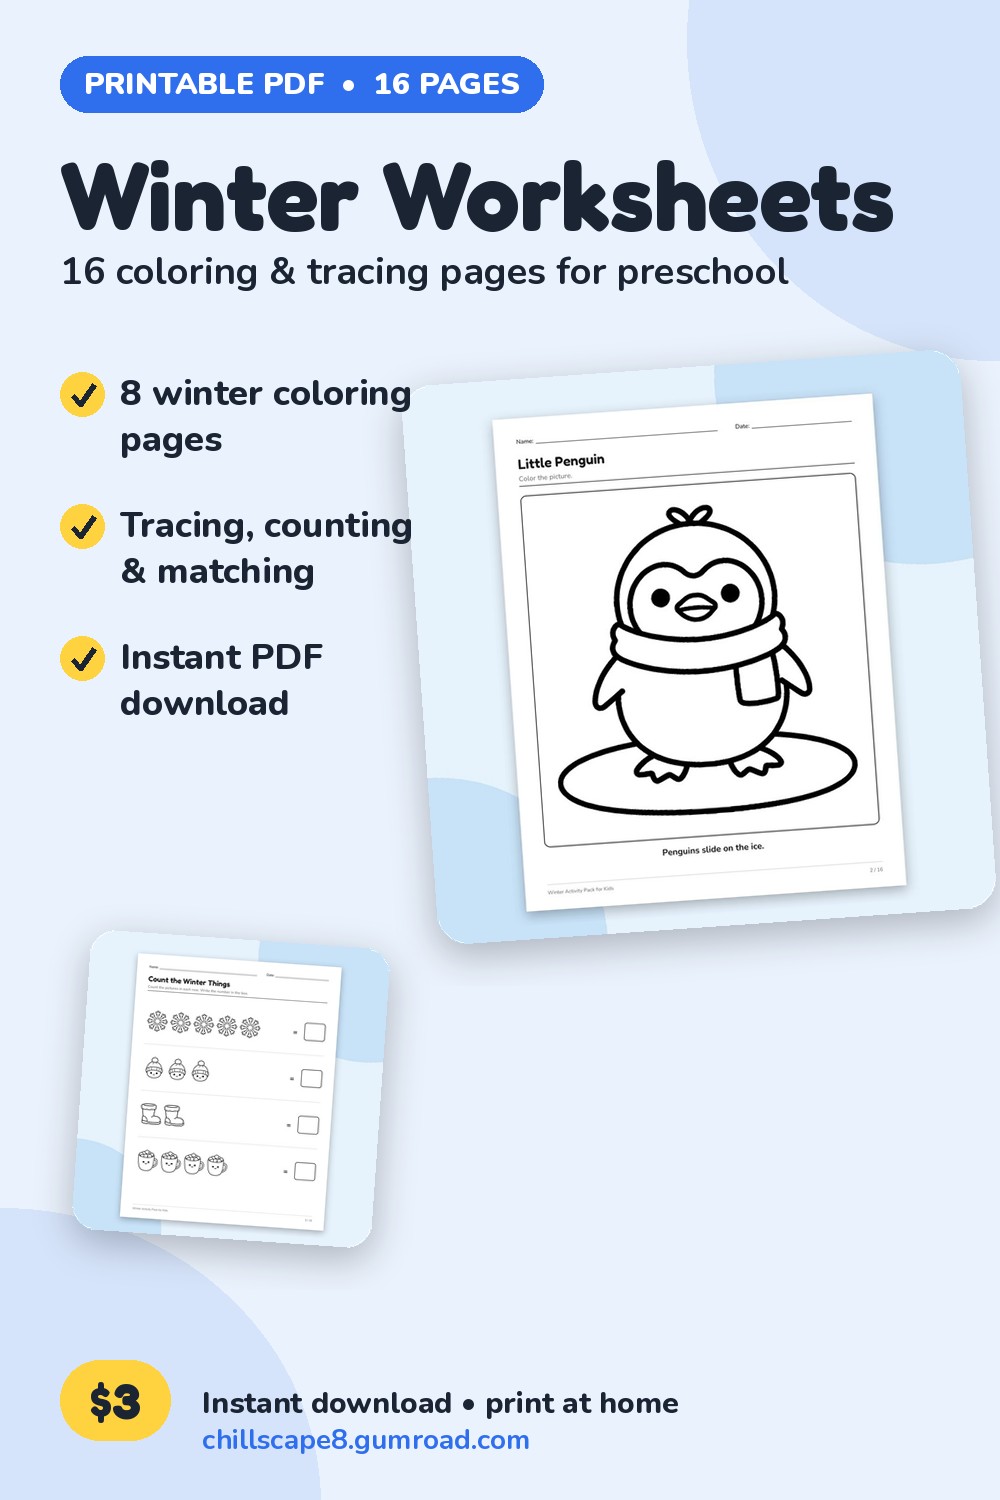 PRINTABLE PDF • 16 PAGES
Winter Worksheets
16 coloring & tracing pages for preschool
8 winter coloring
pages
Tracing, counting
& matching
Instant PDF
download
Name:
Date:
Little Penguin
Color the picture.
Penguins slide on the ice.
Winter Activity Pack for Kids
2 / 16
Count the Winter Things
=
=
=
=
$3
Instant download • print at home
chillscape8.gumroad.com